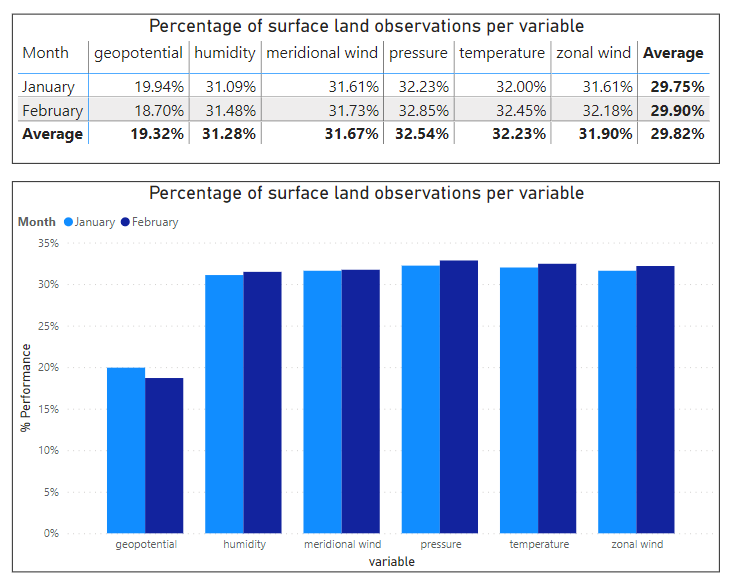 Percentage of surface land observations per variable
Month geopotential humidity meridional wind pressure temperature zonal wind Average
January 19.94% 31.09% 31.61% 32.23% 32.00% 31.61% 29.75%
February 18.70% 31.48% 31.73% 32.85% 32.45% 32.18% 29.90%
Average 19.32% 31.28% 31.67% 32.54% 32.23% 31.90% 29.82%
Percentage of surface land observations per variable
Month January February
35%
30%
25%
20%
15%
10%
5%
0%
% Performance
geopotential humidity meridional wind pressure temperature zonal wind
variable